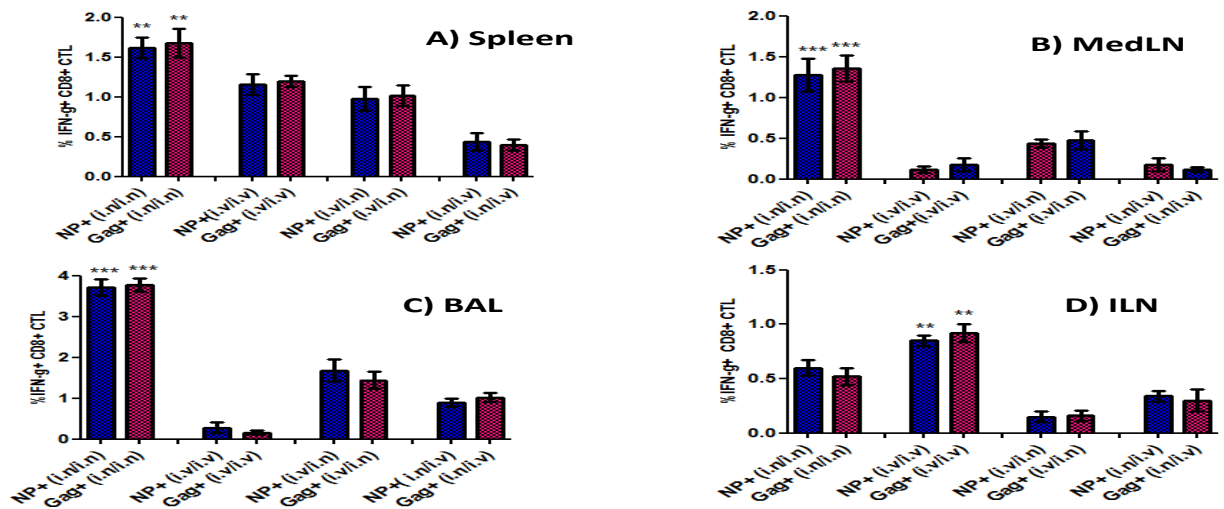 2.0
1.5
1.0
0.5
0.0
% IFN-g+ CD8+ CTL
** **
A) Spleen
NP+ (i.n/i.n)
Gag+ (i.n/i.n)
NP+(i.v/i.v)
Gag+ (i.v/i.v)
NP+ (i.v/i.n)
Gag+ (i.v/i.n)
NP+ (i.n/i.v)
Gag+ (i.n/i.v)
2.0
1.5
1.0
0.5
0.0
% IFN-g+ CD8+ CTL
*** ***
B) MedLN
NP+ (i.n/i.n)
Gag+ (i.n/i.n)
NP+ (i.v/i.v)
Gag+(i.v/i.v)
NP+ (i.v/i.n)
Gag+ (i.v/i.n)
NP+ (i.n/i.v)
Gag+ (i.n/i.v)
4
3
2
1
0
%IFN-g+ CD8+ CTL
*** ***
C) BAL
NP+ (i.n/i.n)
Gag+ (i.n/i.n)
NP+ (i.v/i.v)
Gag+ (i.v/i.v)
NP+ (i.v/i.n)
Gag+ (i.v/i.n)
NP+( i.n/i.v)
Gag+ (i.n/i.v)
1.5
1.0
0.5
0.0
%IFN-g+ CD8+ CTL
** **
D) ILN
NP+ (i.n/i.n)
Gag+ (i.n/i.n)
NP+ (i.v/i.v)
Gag+ (i.v/i.v)
NP+ (i.v/i.n)
Gag+ (i.v/i.n)
NP+ (i.n/i.v)
Gag+ (i.n/i.v)